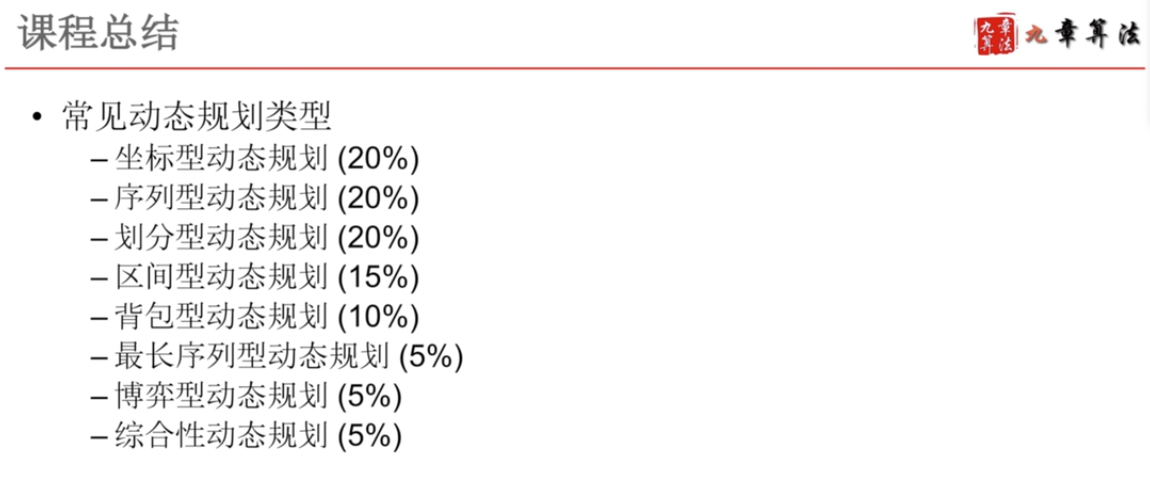 课程总结
九章算法
九章算法
• 常见动态规划类型
– 坐标型动态规划 (20%)
– 序列型动态规划 (20%)
– 划分型动态规划 (20%)
– 区间型动态规划 (15%)
– 背包型动态规划 (10%)
– 最长序列型动态规划 (5%)
– 博弈型动态规划 (5%)
– 综合性动态规划 (5%)